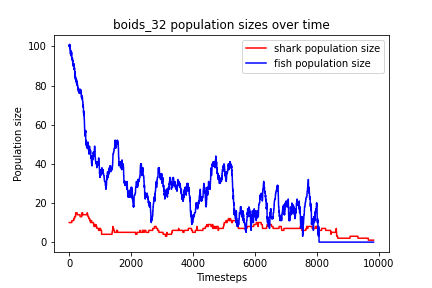 boids_32 population sizes over time
shark population size
fish population size
Population size
100
80
60
40
20
0
0 2000 4000 6000 8000 10000
Timesteps